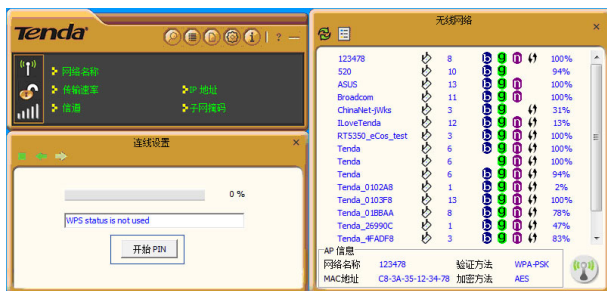 Tenda
? –
网络名称
传输速率 IP 地址
信道 子网掩码
连线设置 ×
0 %
WPS status is not used
开始 PIN
无线网络 ×
123478 8 b g n 100%
520 10 b g 94%
ASUS 13 b g n 100%
Broadcom 11 b g n 100%
ChinaNet-jWks 3 b g 31%
ILoveTenda 12 b g n 13%
RT5350_eCos_test 3 b g n 100%
Tenda 6 b g n 100%
Tenda 6 g n 100%
Tenda 6 b g n 94%
Tenda_0102A8 1 b g n 2%
Tenda_0103F8 13 b g n 100%
Tenda_01BBAA 8 b g n 78%
Tenda_26990C 1 b g n 47%
Tenda_4FADF8 3 b g n 83%
AP 信息
网络名称 123478 验证方法 WPA-PSK
MAC地址 C8-3A-35-12-34-78 加密方法 AES